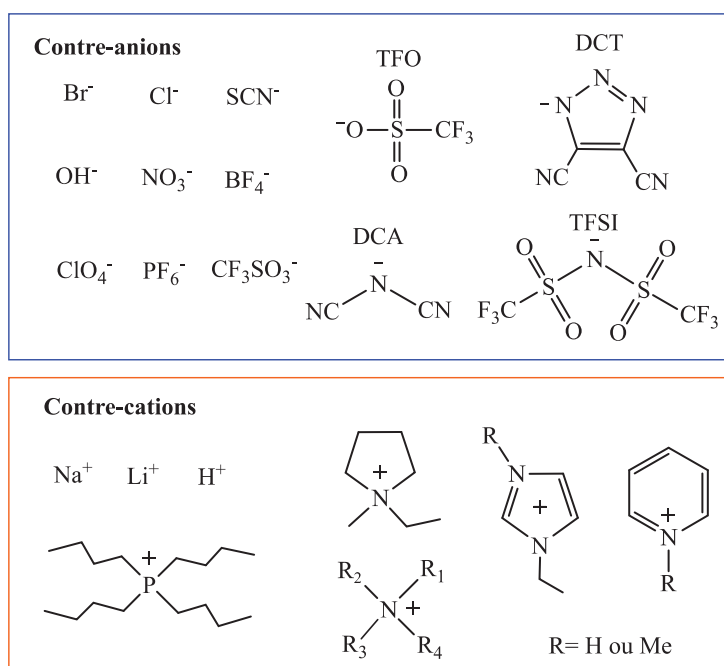 Contre-anions
Br⁻ Cl⁻ SCN⁻
OH⁻ NO₃⁻ BF₄⁻
ClO₄⁻ PF₆⁻ CF₃SO₃⁻
TFO
O
⁻O S CF₃
O
DCT
N
⁻N N
NC CN
DCA
⁻
N
NC CN
TFSI
O ⁻ O
S N S
F₃C O O CF₃
Contre-cations
Na⁺ Li⁺ H⁺
+
P
+
N
R
N
+
N
+
N
R
R₂ R₁
N +
R₃ R₄
R= H ou Me